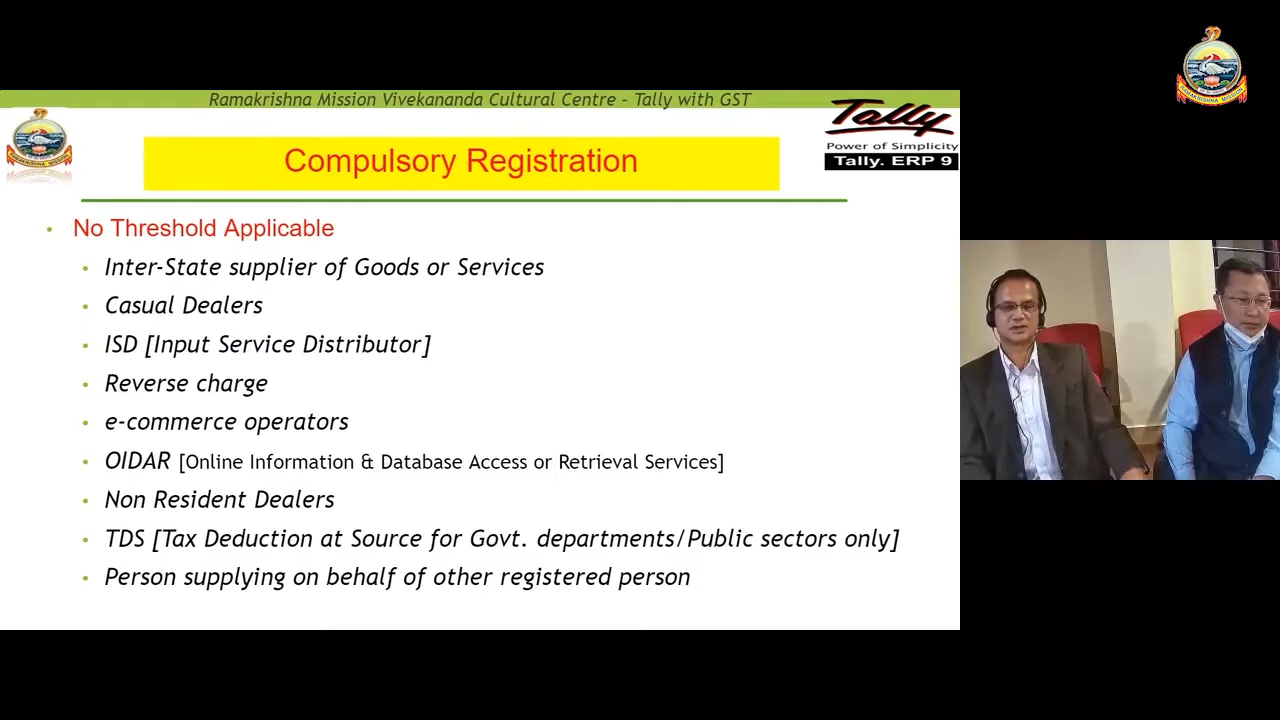 Ramakrishna Mission Vivekananda Cultural Centre – Tally with GST
Tally
Power of Simplicity
Tally. ERP 9
Compulsory Registration
• No Threshold Applicable
• Inter-State supplier of Goods or Services
• Casual Dealers
• ISD [Input Service Distributor]
• Reverse charge
• e-commerce operators
• OIDAR [Online Information & Database Access or Retrieval Services]
• Non Resident Dealers
• TDS [Tax Deduction at Source for Govt. departments/Public sectors only]
• Person supplying on behalf of other registered person
RAMAKRISHNA MISSION